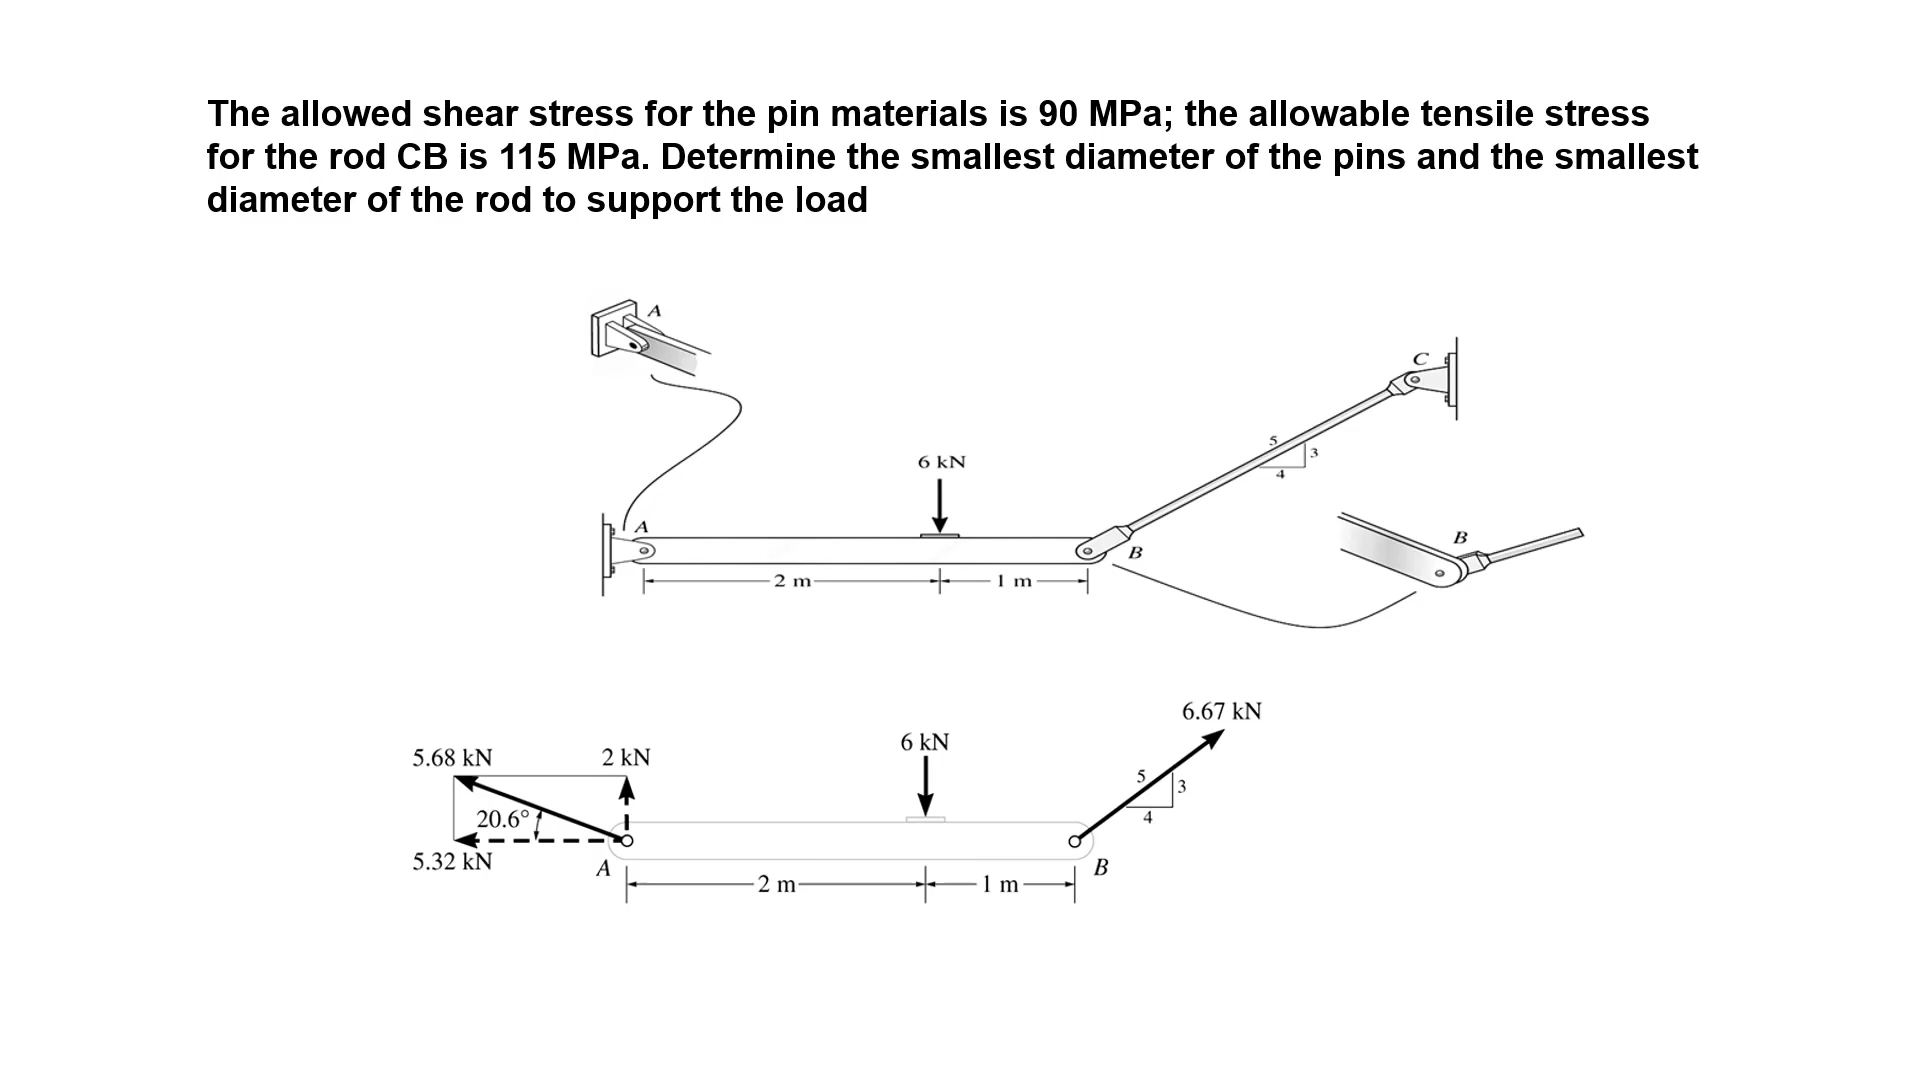 The allowed shear stress for the pin materials is 90 MPa; the allowable tensile stress
for the rod CB is 115 MPa. Determine the smallest diameter of the pins and the smallest
diameter of the rod to support the load
A
C
5
3
4
6 kN
A
B
B
2 m
1 m
6.67 kN
5.68 kN
2 kN
6 kN
5
3
4
20.6°
5.32 kN
A
B
2 m
1 m